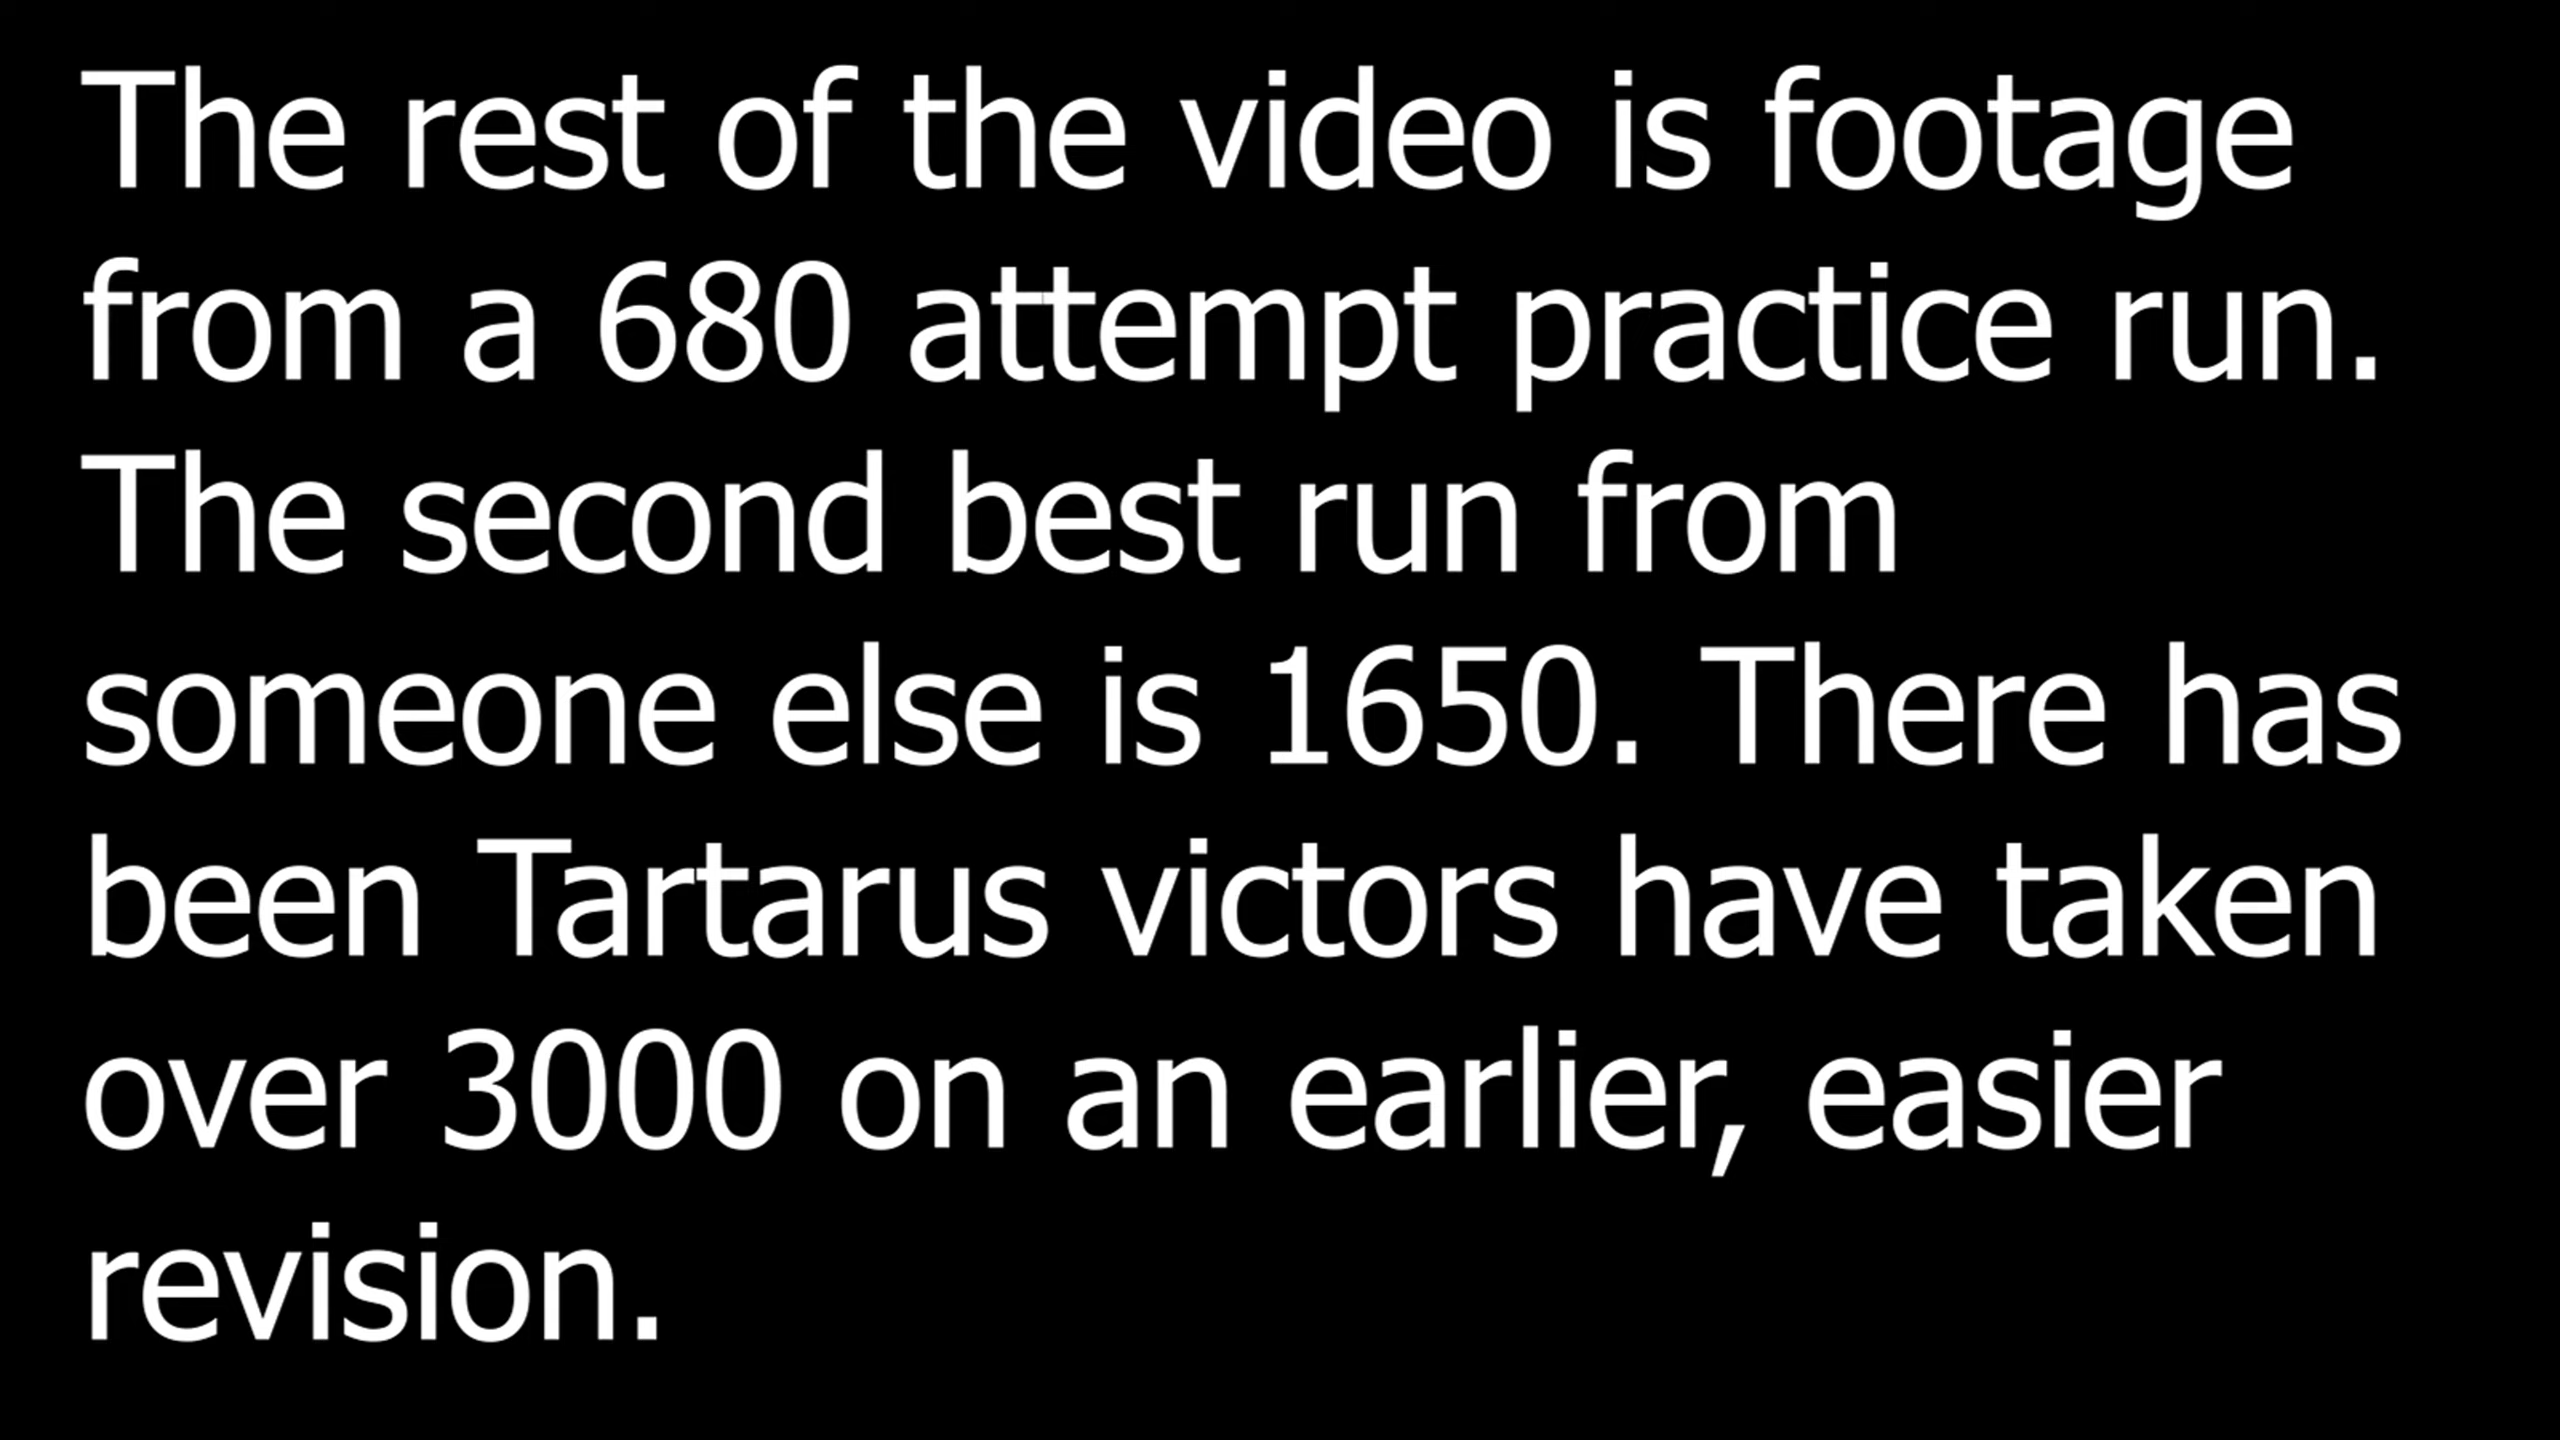 The rest of the video is footage
from a 680 attempt practice run.
The second best run from
someone else is 1650. There has
been Tartarus victors have taken
over 3000 on an earlier, easier
revision.